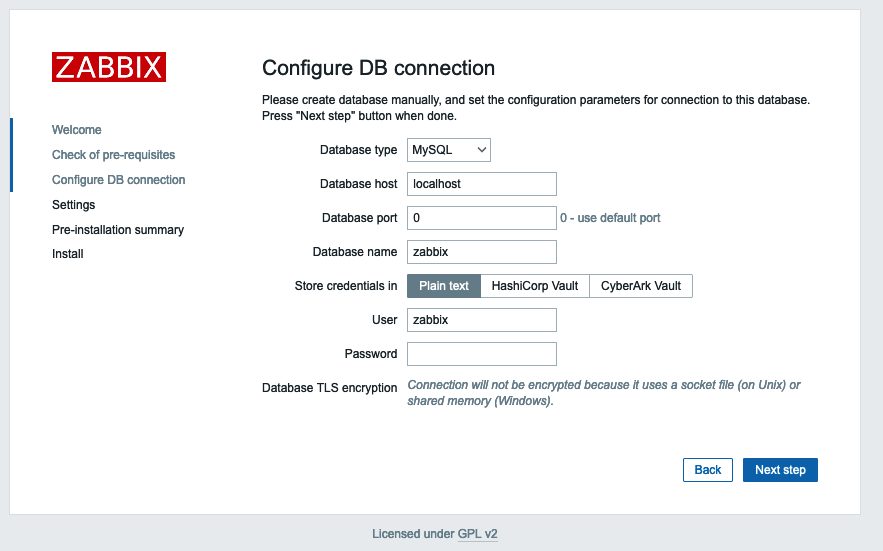 ZABBIX
Welcome
Check of pre-requisites
Configure DB connection
Settings
Pre-installation summary
Install
Configure DB connection
Please create database manually, and set the configuration parameters for connection to this database.
Press "Next step" button when done.
Database type MySQL
Database host localhost
Database port 0 0 - use default port
Database name zabbix
Store credentials in Plain text HashiCorp Vault CyberArk Vault
User zabbix
Password
Database TLS encryption Connection will not be encrypted because it uses a socket file (on Unix) or
shared memory (Windows).
Back Next step
Licensed under GPL v2